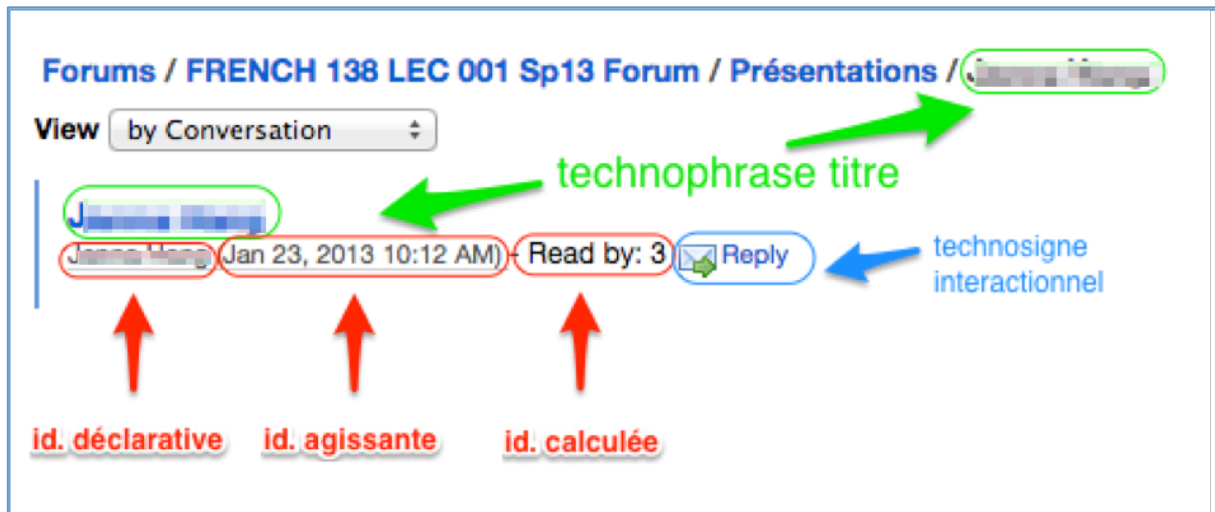 Forums / FRENCH 138 LEC 001 Sp13 Forum / Présentations /
View by Conversation
technophrase titre
(Jan 23, 2013 10:12 AM) - Read by: 3 Reply
technosigne
interactionnel
id. déclarative id. agissante id. calculée